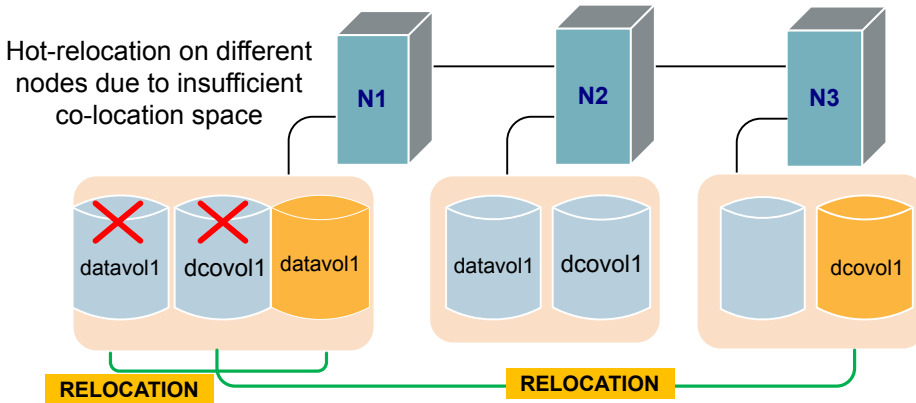 Hot-relocation on different
nodes due to insufficient
co-location space
N1
N2
N3
datavol1
dcovol1
datavol1
datavol1
dcovol1
dcovol1
RELOCATION
RELOCATION